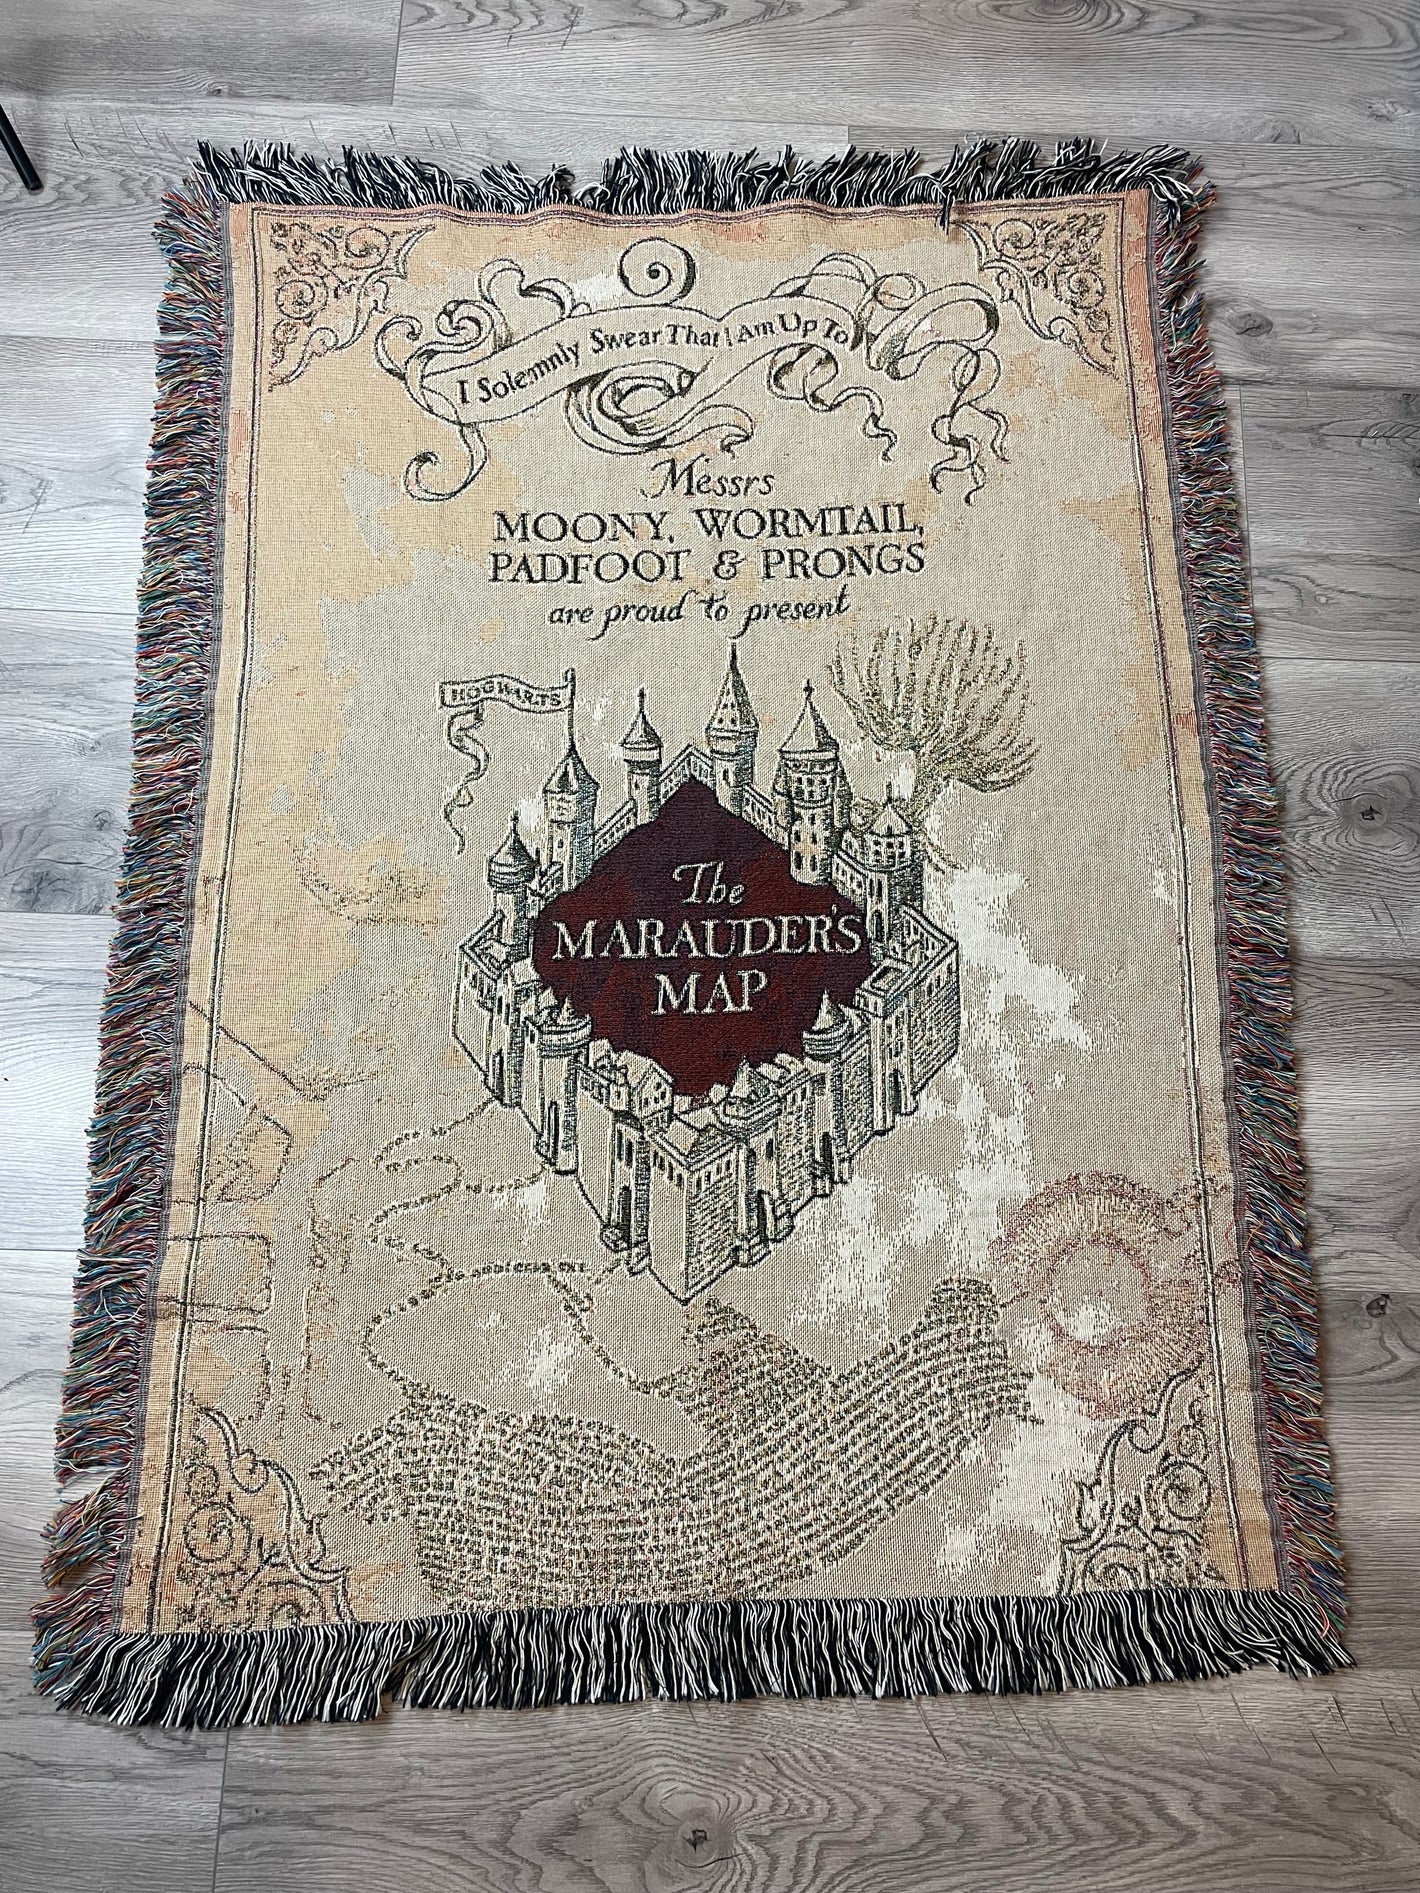 I Solemnly Swear That I Am Up To
Messrs
MOONY, WORMTAIL,
PADFOOT & PRONGS
are proud to present
HOGWARTS
The
MARAUDER'S
MAP